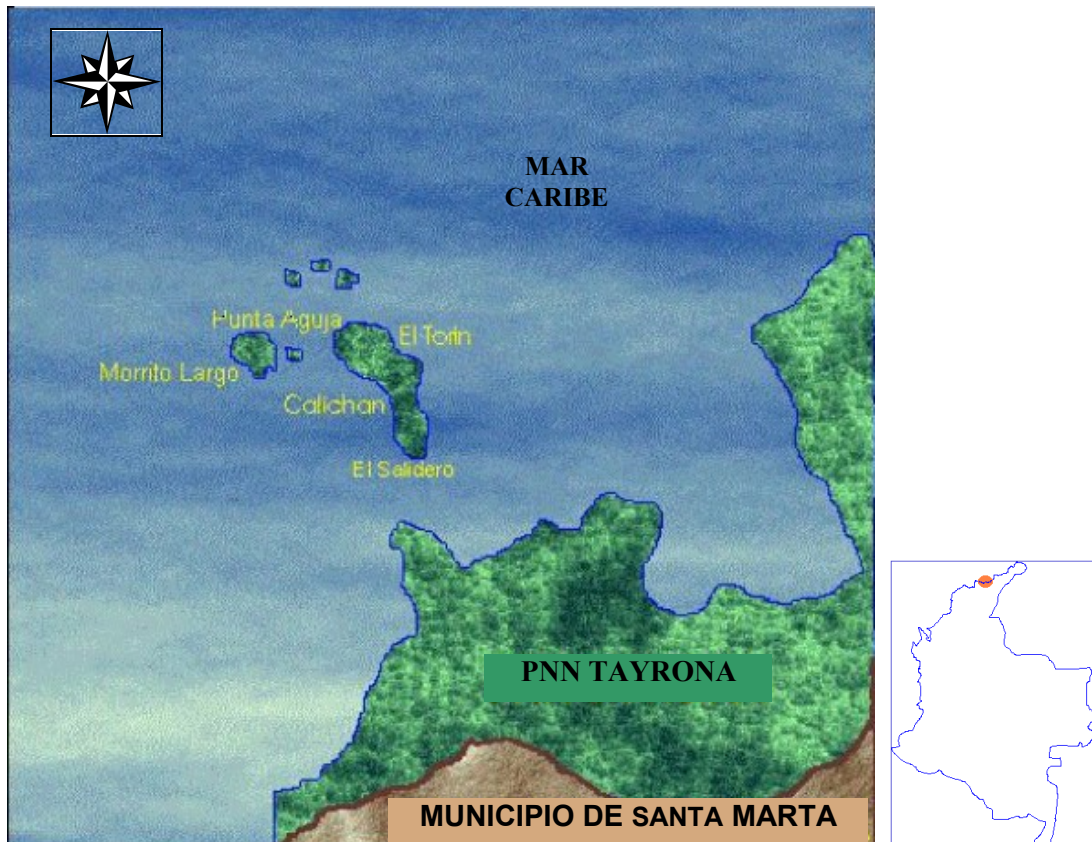 MAR
CARIBE
Punta Aguja
El Torin
Morrito Largo
Calichan
El Salidero
PNN TAYRONA
MUNICIPIO DE SANTA MARTA